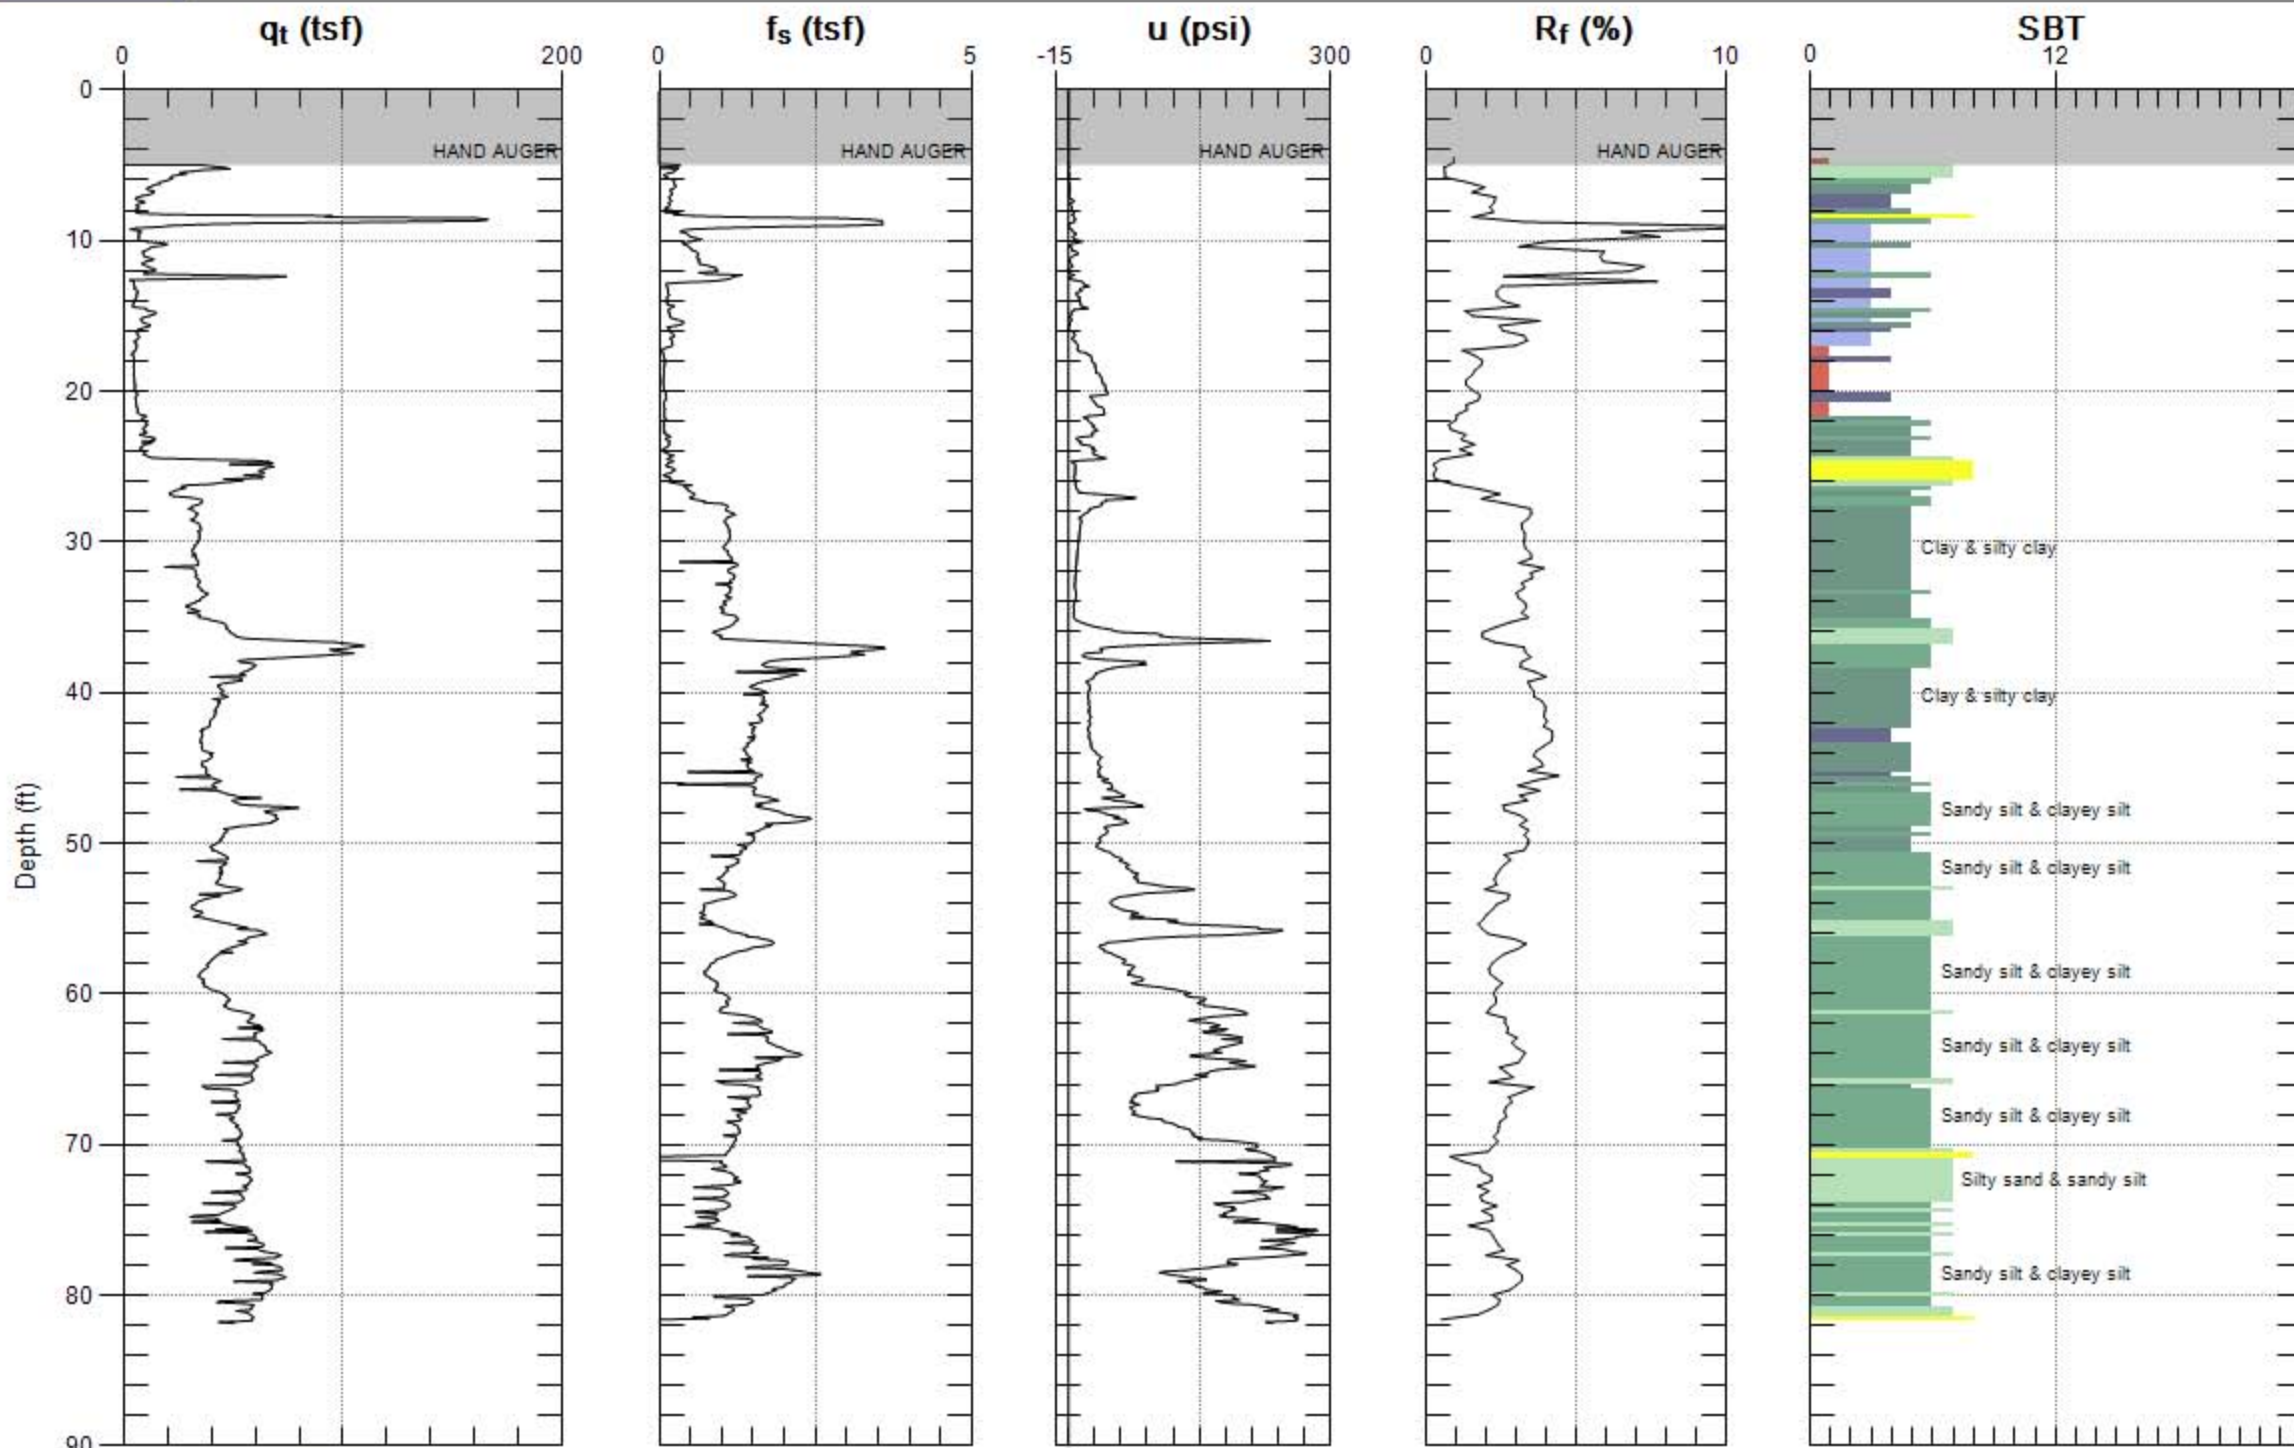 qt (tsf) fs (tsf) u (psi) Rf (%) SBT
0 200 0 5 -15 300 0 10 0 12
0
HAND AUGER HAND AUGER HAND AUGER HAND AUGER
10
20
30 Clay & silty clay
40 Clay & silty clay
Sandy silt & clayey silt
Depth (ft)
50
Sandy silt & clayey silt
Sandy silt & clayey silt
60
Sandy silt & clayey silt
Sandy silt & clayey silt
70
Silty sand & sandy silt
Sandy silt & clayey silt
80
90